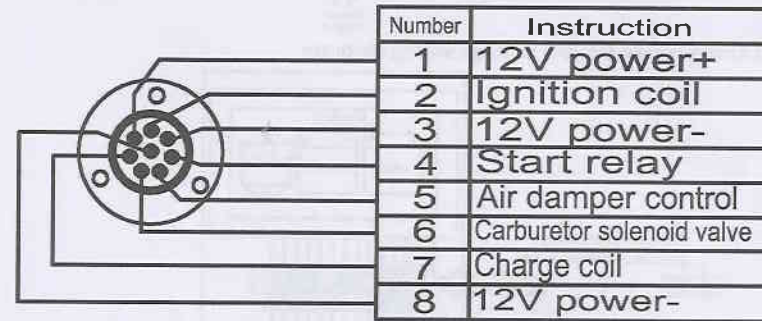 Number Instruction
1 12V power+
2 Ignition coil
3 12V power-
4 Start relay
5 Air damper control
6 Carburetor solenoid valve
7 Charge coil
8 12V power-